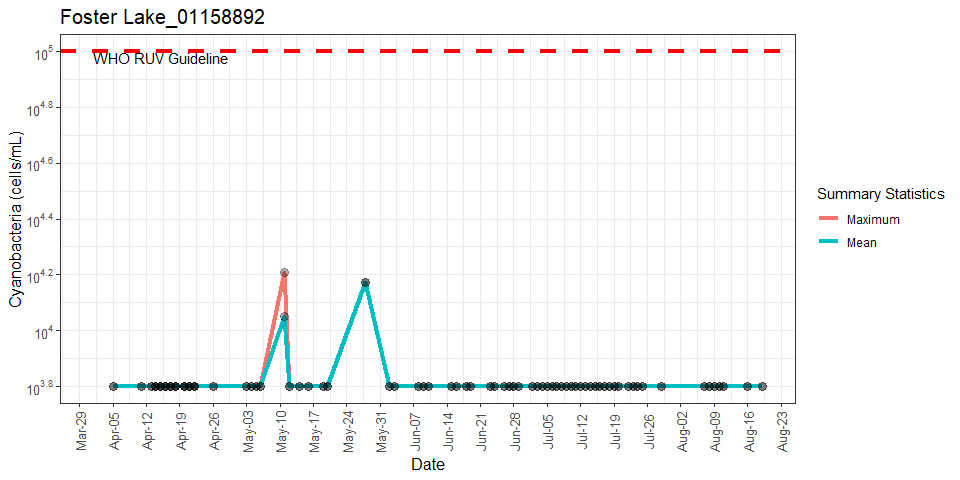 Foster Lake_01158892
Cyanobacteria (cells/mL)
10^5
10^4.8
10^4.6
10^4.4
10^4.2
10^4
10^3.8
WHO RUV Guideline
Mar-29
Apr-05
Apr-12
Apr-19
Apr-26
May-03
May-10
May-17
May-24
May-31
Jun-07
Jun-14
Jun-21
Jun-28
Jul-05
Jul-12
Jul-19
Jul-26
Aug-02
Aug-09
Aug-16
Aug-23
Date
Summary Statistics
Maximum
Mean